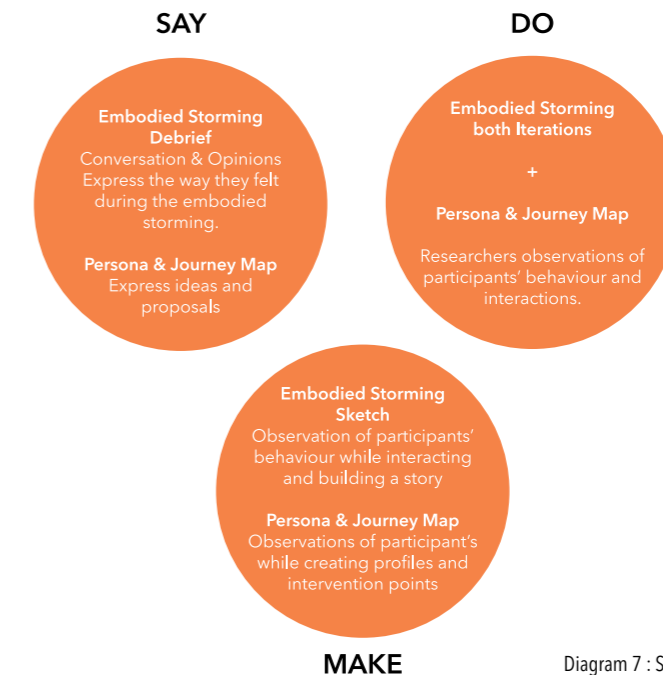 SAY
Embodied Storming
Debrief
Conversation & Opinions
Express the way they felt
during the embodied
storming.
Persona & Journey Map
Express ideas and
proposals
DO
Embodied Storming
both Iterations
+
Persona & Journey Map
Researchers observations of
participants' behaviour and
interactions.
Embodied Storming
Sketch
Observation of participants'
behaviour while interacting
and building a story
Persona & Journey Map
Observations of participant's
while creating profiles and
intervention points
MAKE
Diagram 7 : S